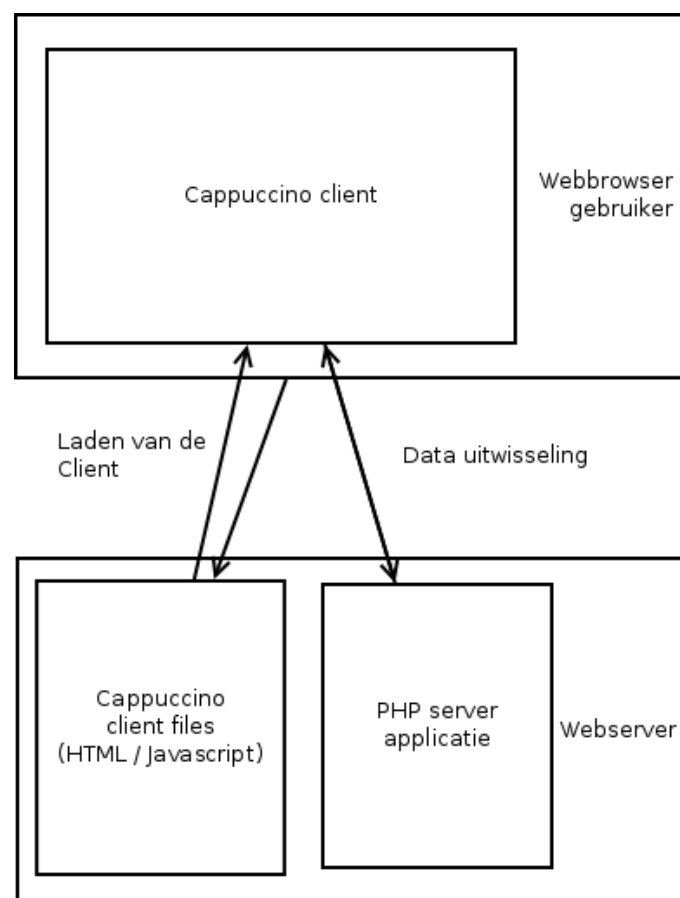 Cappuccino client
Webbrowser
gebruiker
Laden van de
Client
Data uitwisseling
Cappuccino
client files
(HTML / Javascript)
PHP server
applicatie
Webserver